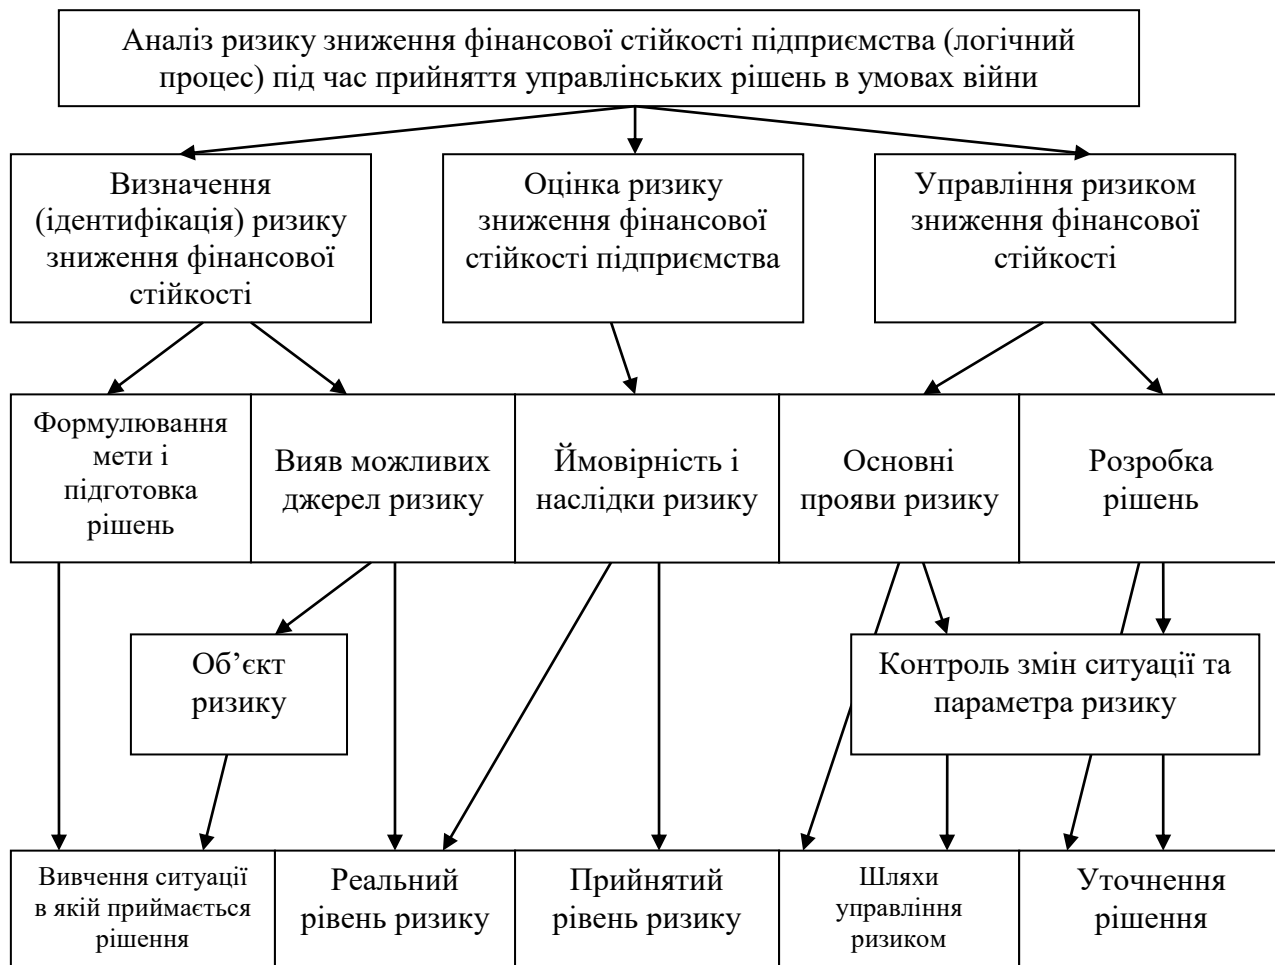 Аналіз ризику зниження фінансової стійкості підприємства (логічний
процес) під час прийняття управлінських рішень в умовах війни
Визначення
(ідентифікація) ризику
зниження фінансової
стійкості
Оцінка ризику
зниження фінансової
стійкості підприємства
Управління ризиком
зниження фінансової
стійкості
Формулювання
мети і
підготовка
рішень
Вияв можливих
джерел ризику
Ймовірність і
наслідки ризику
Основні
прояви ризику
Розробка
рішень
Об’єкт
ризику
Контроль змін ситуації та
параметра ризику
Вивчення ситуації
в якій приймається
рішення
Реальний
рівень ризику
Прийнятий
рівень ризику
Шляхи
управління
ризиком
Уточнення
рішення